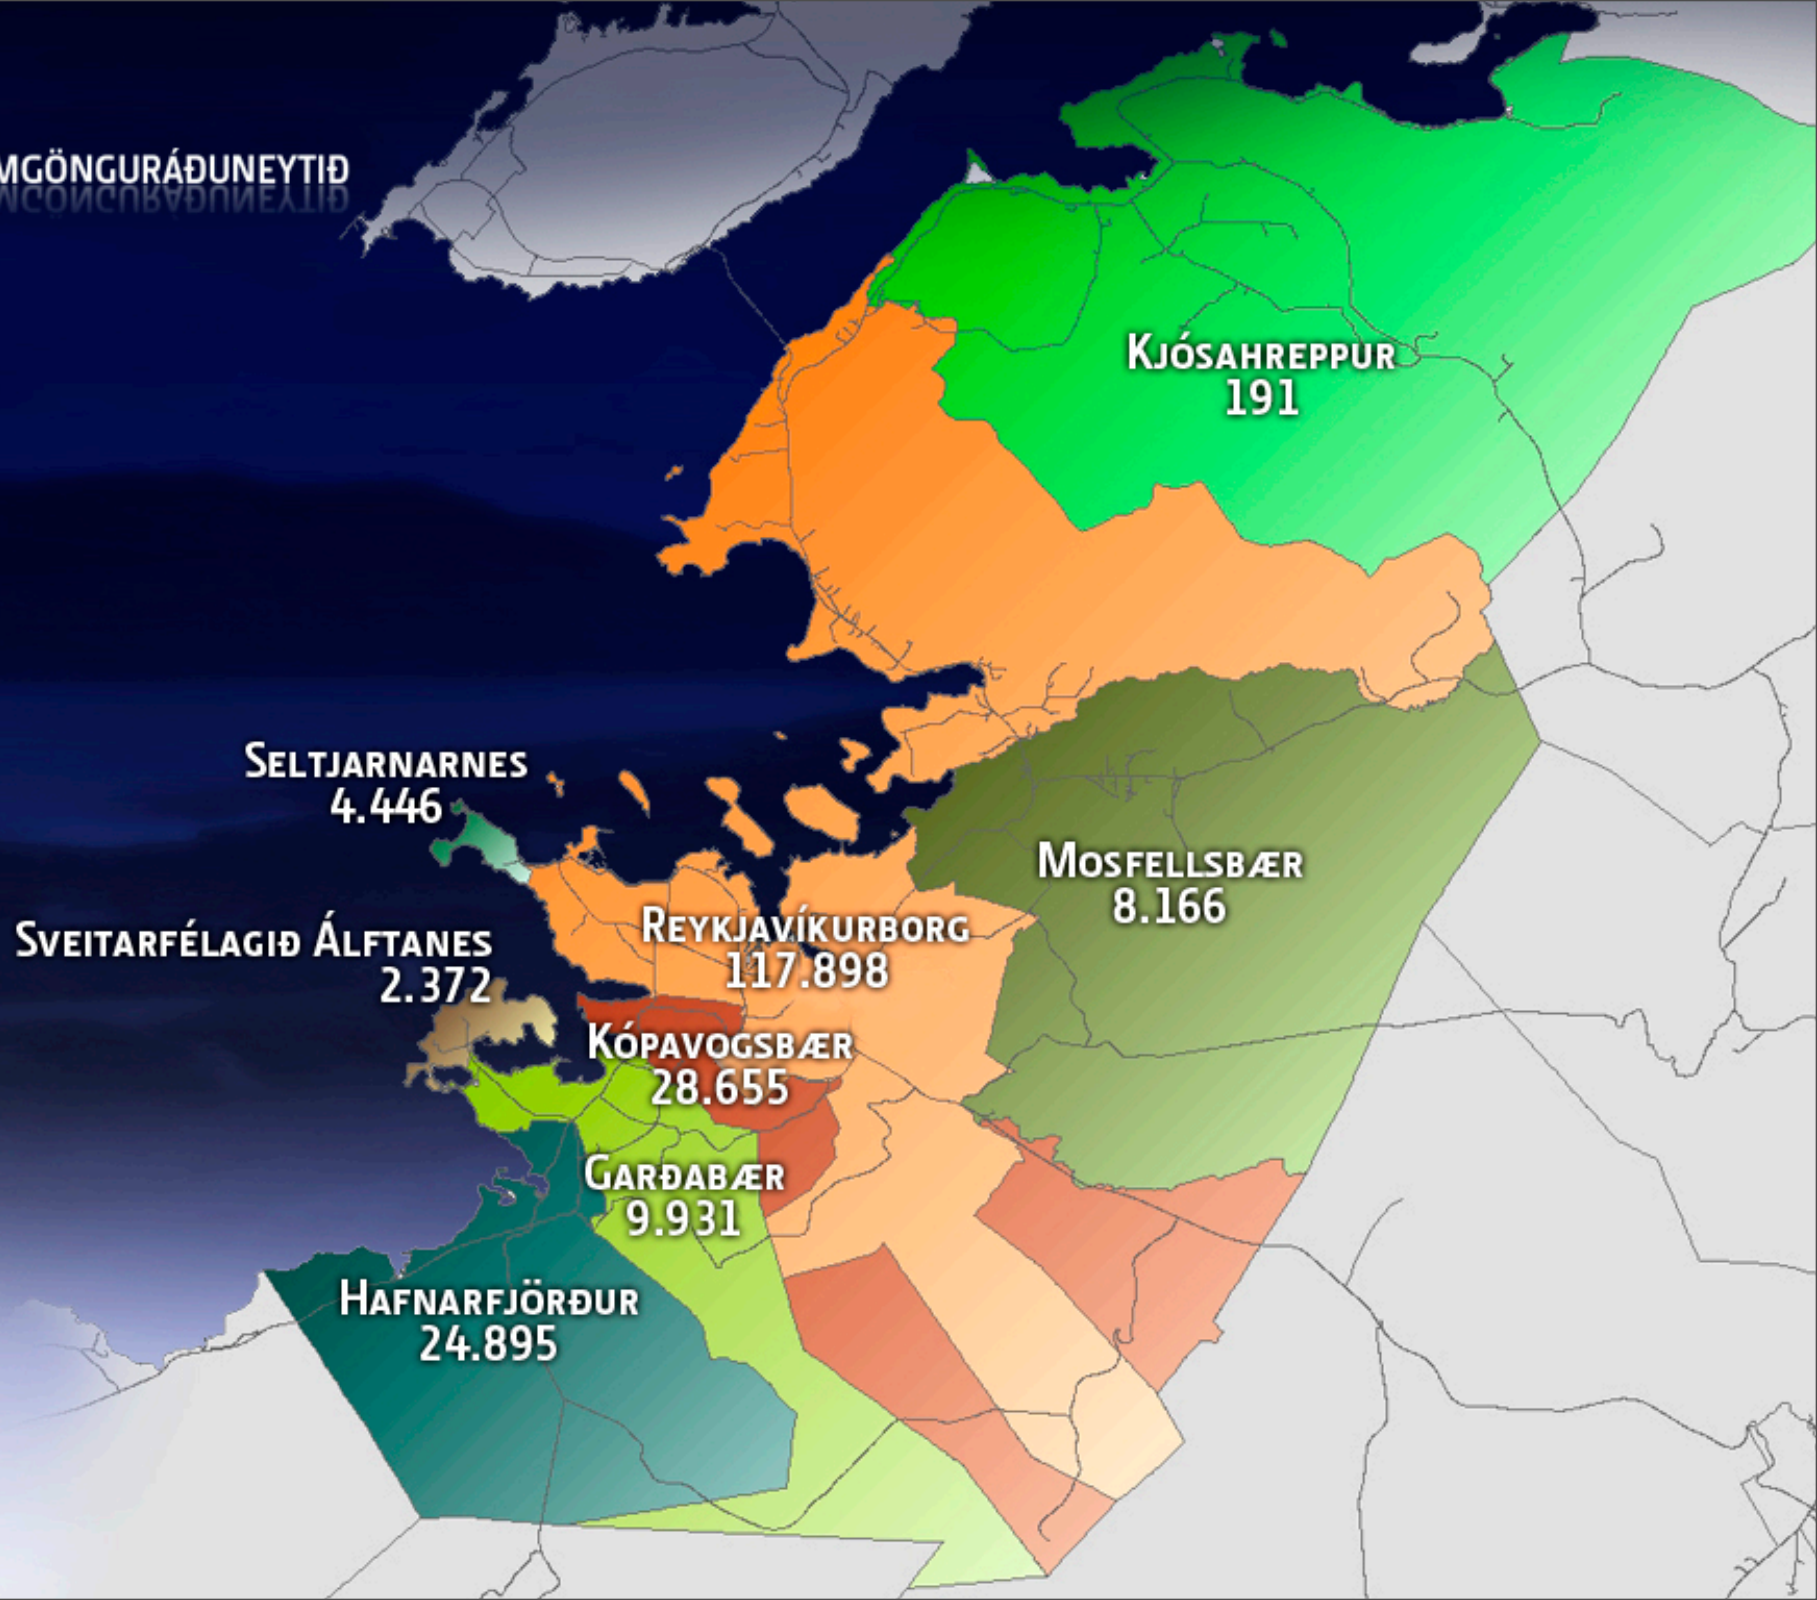 MGÖNGURÁÐUNEYTIÐ
KJÓSAHREPPUR
191
SELTJARNARNES
4.446
MOSFELLSBÆR
8.166
REYKJAVÍKURBORG
117.898
SVEITARFÉLAGIÐ ÁLFTANES
2.372
KÓPAVOGSBÆR
28.655
GARÐABÆR
9.931
HAFNARFJÖRÐUR
24.895